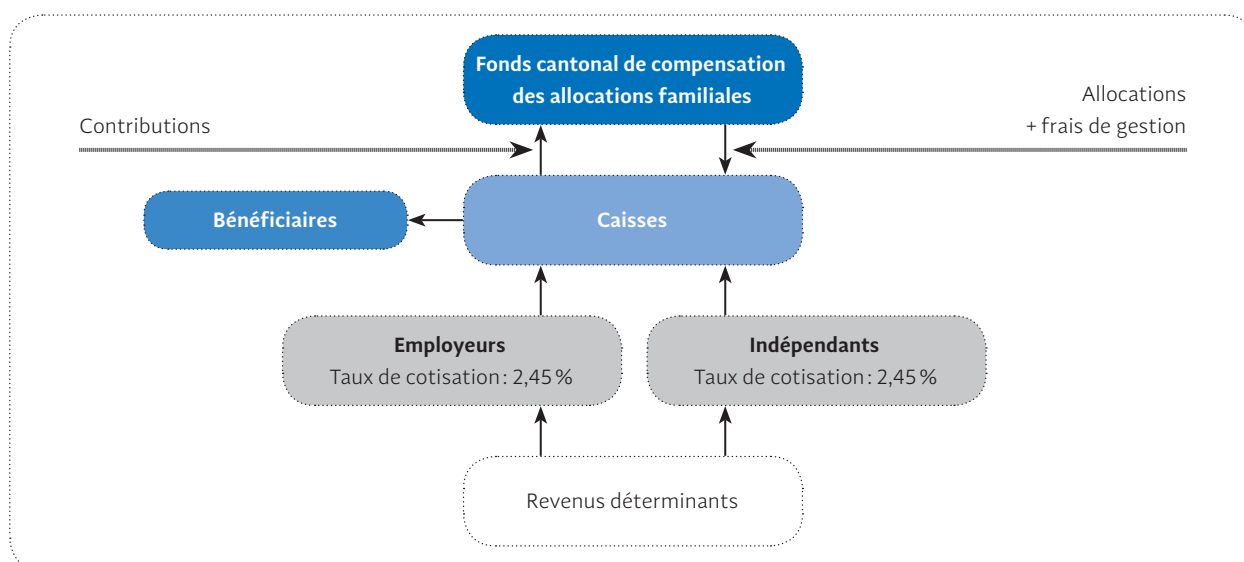 Fonds cantonal de compensation
des allocations familiales
Contributions
Allocations
+ frais de gestion
Bénéficiaires
Caisses
Employeurs
Taux de cotisation : 2,45 %
Indépendants
Taux de cotisation : 2,45 %
Revenus déterminants